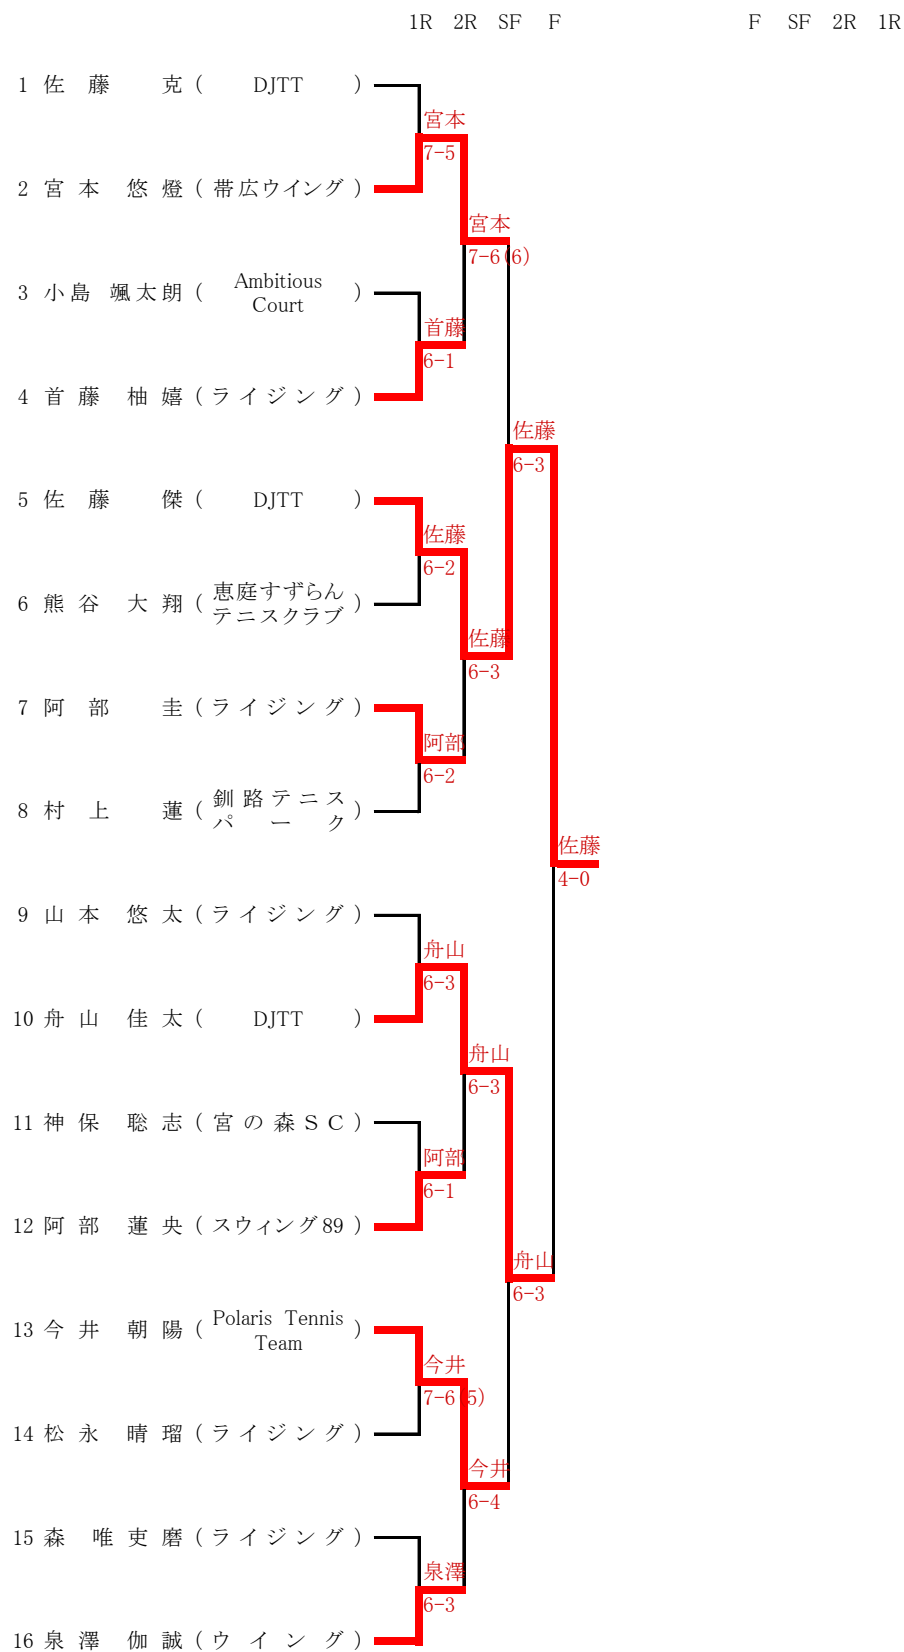 1R 2R SF F F SF 2R 1R
1 佐藤 克 ( DJTT )
宮本
7-5
2 宮本 悠燈 ( 帯広ウイング )
宮本
7-6(6)
3 小島 颯太朗 ( Ambitious Court )
首藤
6-1
4 首藤 柚嬉 ( ライジング )
佐藤
6-3
5 佐藤 傑 ( DJTT )
佐藤
6-2
6 熊谷 大翔 ( 恵庭すずらん テニスクラブ )
佐藤
6-3
7 阿部 圭 ( ライジング )
阿部
6-2
8 村上 蓮 ( 釧路テニス パーク )
佐藤
4-0
9 山本 悠太 ( ライジング )
舟山
6-3
10 舟山 佳太 ( DJTT )
舟山
6-3
11 神保 聡志 ( 宮の森ＳＣ )
阿部
6-1
12 阿部 蓮央 ( スウィング89 )
舟山
6-3
13 今井 朝陽 ( Polaris Tennis Team )
今井
7-6(5)
14 松永 晴瑠 ( ライジング )
今井
6-4
15 森 唯吏磨 ( ライジング )
泉澤
6-3
16 泉澤 伽誠 ( ウイング )